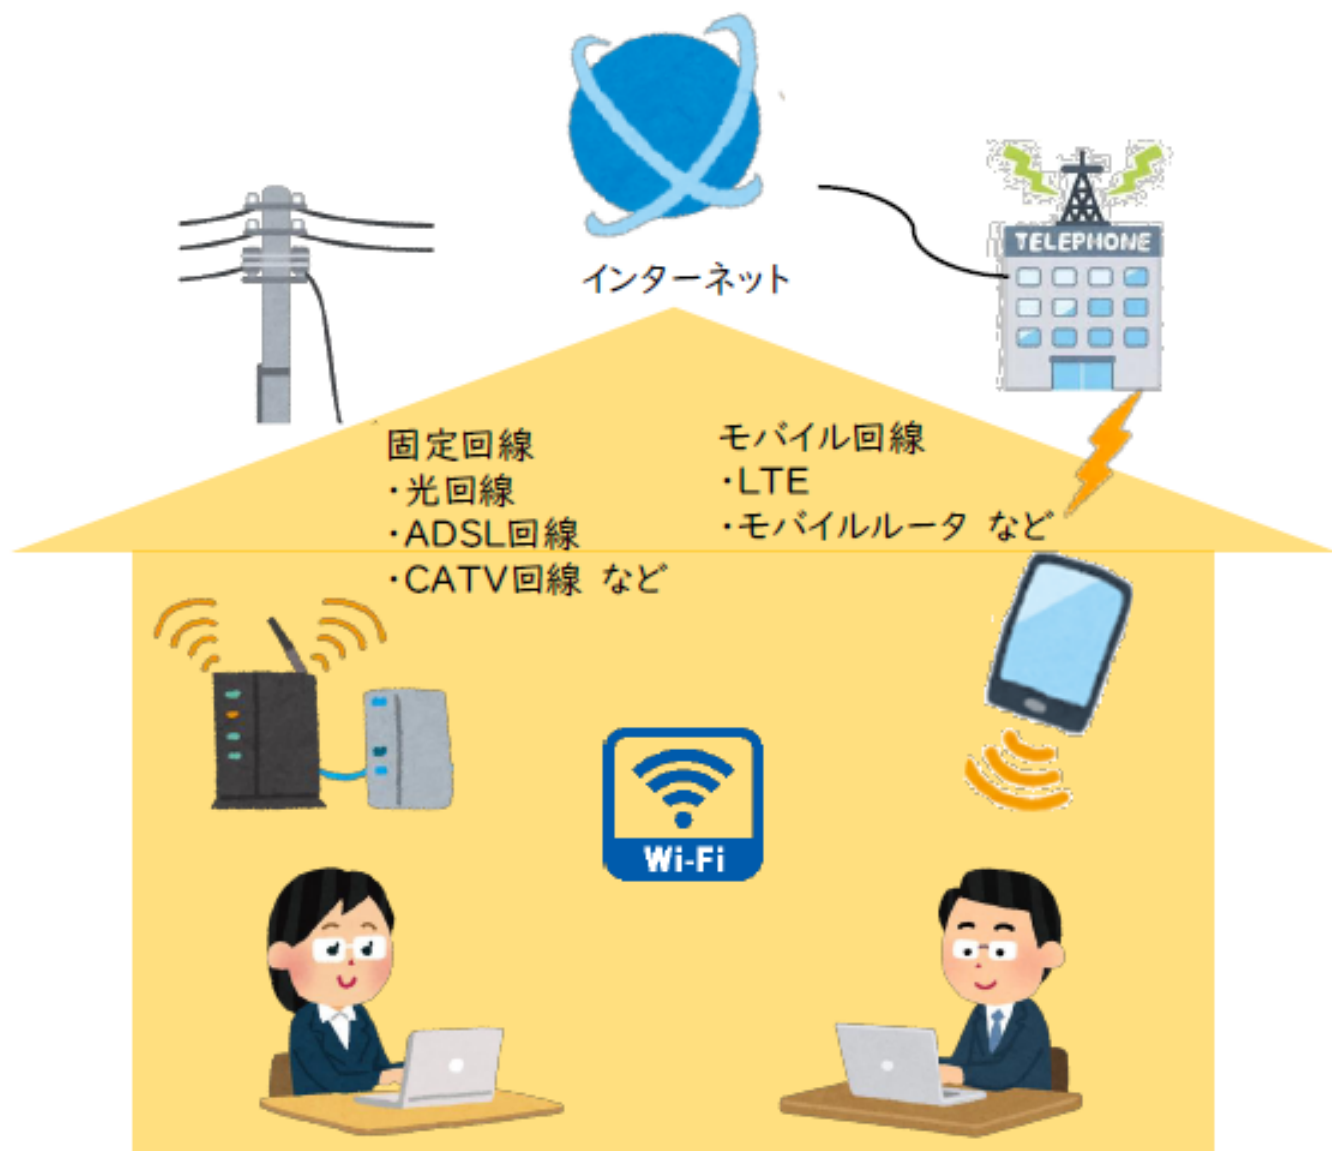 インターネット
TELEPHONE
固定回線
・光回線
・ADSL回線
・CATV回線 など
モバイル回線
・LTE
・モバイルルータ など
Wi-Fi